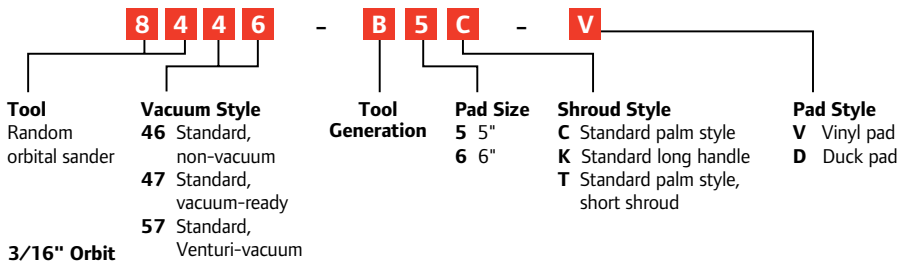 8 4 4 6 - B 5 C - V
Tool
Random
orbital sander
3/16" Orbit
Vacuum Style
46 Standard,
non-vacuum
47 Standard,
vacuum-ready
57 Standard,
Venturi-vacuum
Tool
Generation
Pad Size
5 5"
6 6"
Shroud Style
C Standard palm style
K Standard long handle
T Standard palm style,
short shroud
Pad Style
V Vinyl pad
D Duck pad